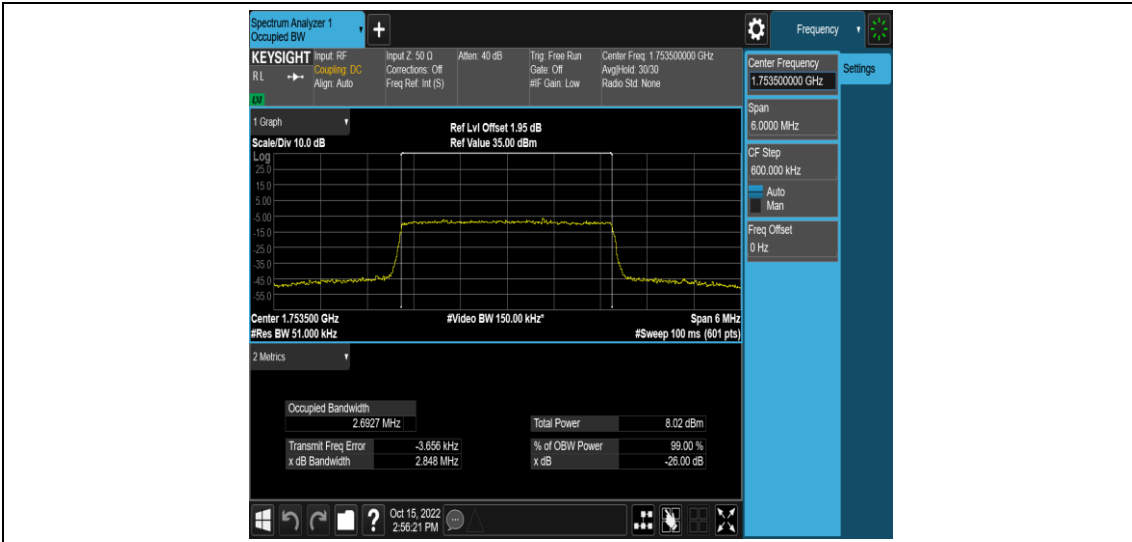 Spectrum Analyzer 1
Occupied BW
+
Frequency
KEYSIGHT Input: RF Input Z: 50 Ω Atten: 40 dB Trig: Free Run Center Freq: 1.753500000 GHz
RL Coupling: DC Corrections: Off Gate: Off Avg|Hold: 30/30
Align: Auto Freq Ref: Int (S) #IF Gain: Low Radio Std: None
LXI
Center Frequency
1.753500000 GHz
Settings
Span
6.0000 MHz
CF Step
600.000 kHz
Auto
Man
Freq Offset
0 Hz
1 Graph
Ref Lvl Offset 1.95 dB
Scale/Div 10.0 dB Ref Value 35.00 dBm
Log
25.0
15.0
5.00
-5.00
-15.0
-25.0
-35.0
-45.0
-55.0
Center 1.753500 GHz #Video BW 150.00 kHz* Span 6 MHz
#Res BW 51.000 kHz #Sweep 100 ms (601 pts)
2 Metrics
Occupied Bandwidth
2.6927 MHz Total Power 8.02 dBm
Transmit Freq Error -3.656 kHz % of OBW Power 99.00 %
x dB Bandwidth 2.848 MHz x dB -26.00 dB
? Oct 15, 2022
2:56:21 PM